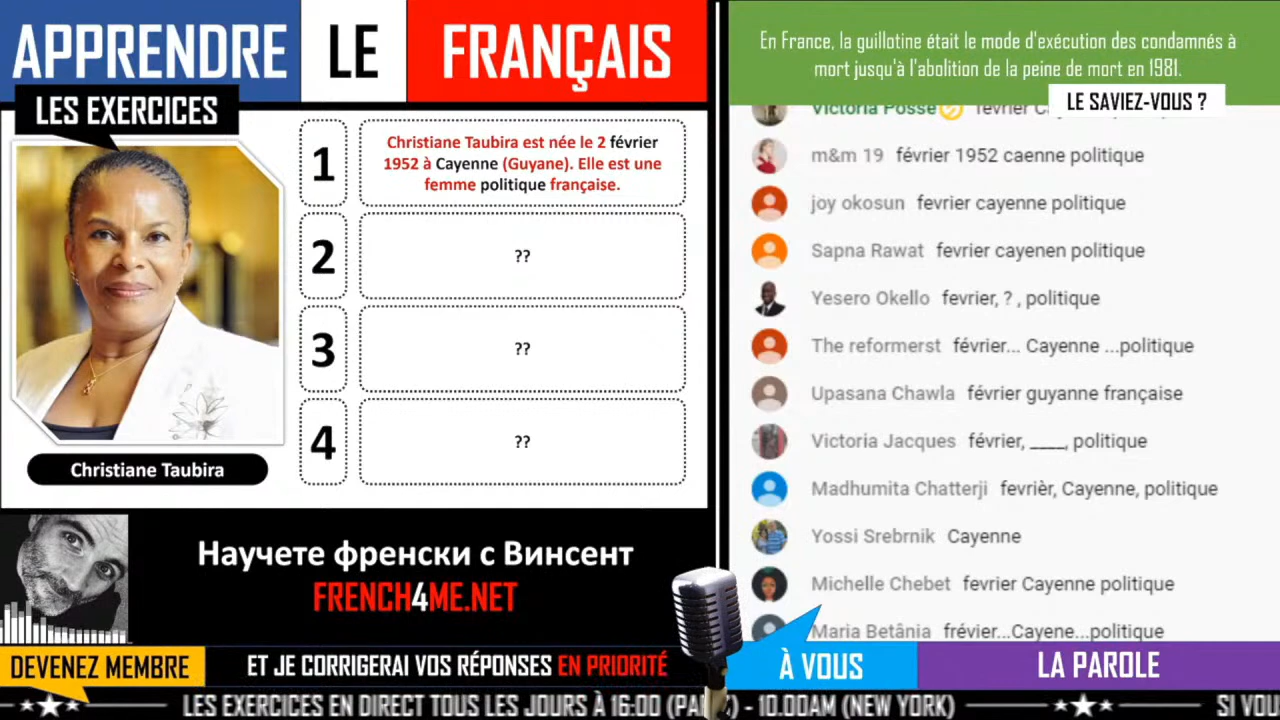 APPRENDRE LE FRANÇAIS
LES EXERCICES
1
Christiane Taubira est née le 2 février
1952 à Cayenne (Guyane). Elle est une
femme politique française.
2
??
3
??
4
??
Christiane Taubira
Научете френски с Винсент
FRENCH4ME.NET
DEVENEZ MEMBRE
ET JE CORRIGERAI VOS RÉPONSES EN PRIORITÉ
En France, la guillotine était le mode d'exécution des condamnés à
mort jusqu'à l'abolition de la peine de mort en 1981.
LE SAVIEZ-VOUS ?
Victoria Posse février
m&m 19 février 1952 caenne politique
joy okosun fevrier cayenne politique
Sapna Rawat fevrier cayenen politique
Yesero Okello fevrier, ? , politique
The reformerst février... Cayenne ...politique
Upasana Chawla février guyanne française
Victoria Jacques février, ____, politique
Madhumita Chatterji fevrièr, Cayenne, politique
Yossi Srebrnik Cayenne
Michelle Chebet fevrier Cayenne politique
Maria Betânia frévier...Cayene...politique
À VOUS
LA PAROLE
LES EXERCICES EN DIRECT TOUS LES JOURS À 16:00 - 10.00AM (NEW YORK)
SI